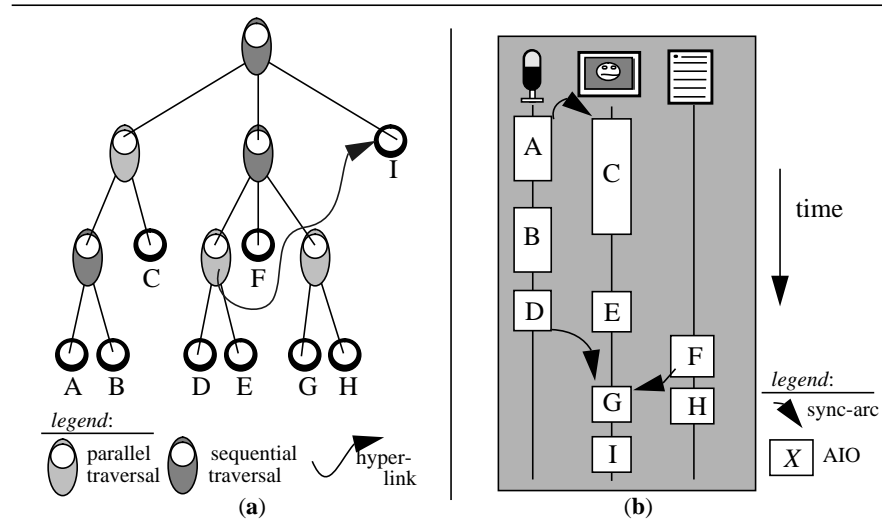 I
C
F
A B D E G H
legend:
parallel
traversal
sequential
traversal
hyper-
link
(a)
A
C
B
D
E
F
G
H
I
time
legend:
sync-arc
X AIO
(b)